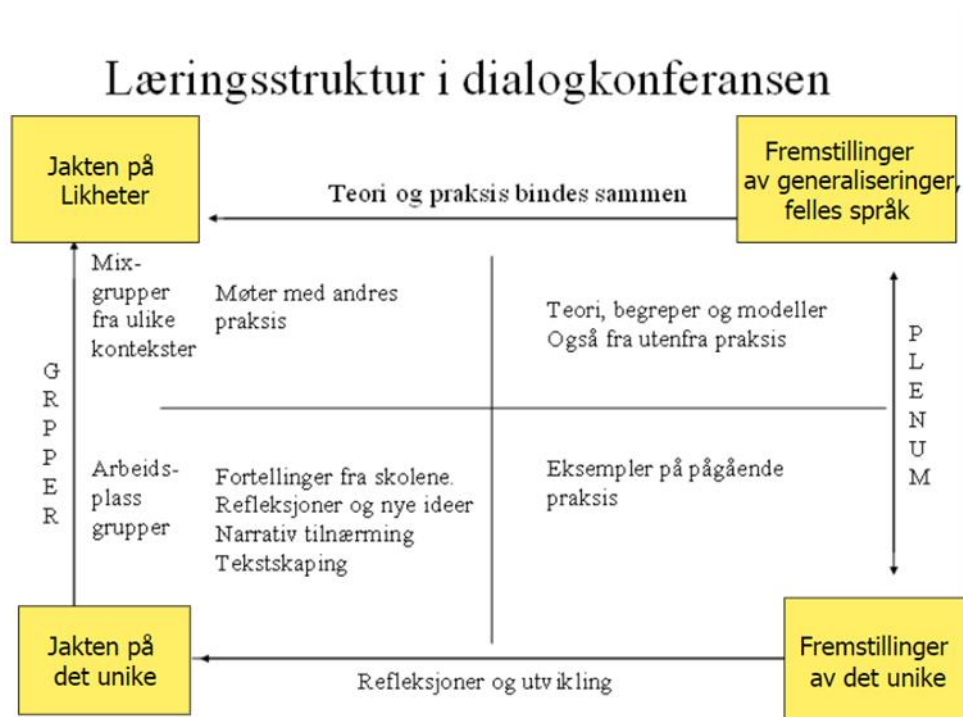 Læringsstruktur i dialogkonferansen
Jakten på
Likheter
Teori og praksis bindes sammen
Fremstillinger
av generaliseringer,
felles språk
Mix-
grupper
fra ulike
kontekster
Møter med andres
praksis
Teori, begreper og modeller
Også fra utenfra praksis
GRPPER
PLENUM
Arbeids-
plass
grupper
Fortellinger fra skolene.
Refleksjoner og nye ideer
Narrativ tilnærming
Tekstskaping
Eksempler på pågående
praksis
Jakten på
det unike
Refleksjoner og utvikling
Fremstillinger
av det unike